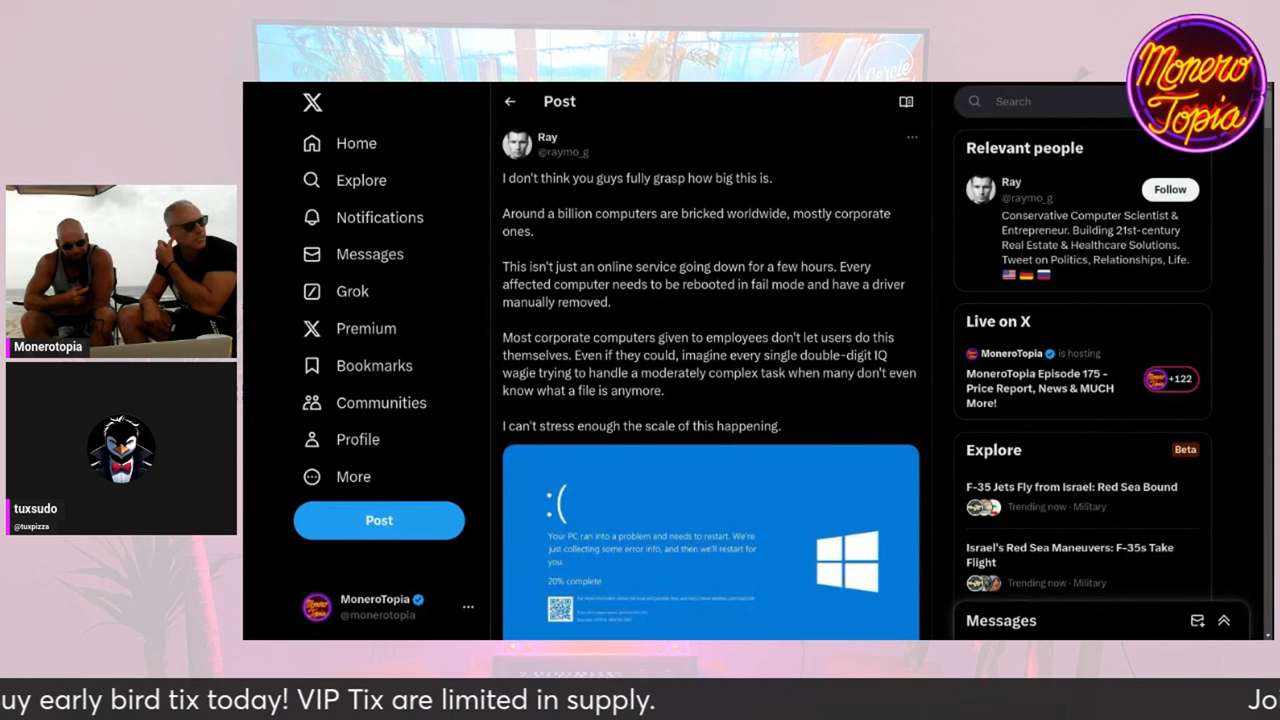 Monero
Topia
Cercle
Home
Explore
Notifications
Messages
Grok
Premium
Bookmarks
Communities
Profile
More
Post
MoneroTopia
@monerotopia
Post
Ray
@raymo_g
I don't think you guys fully grasp how big this is.
Around a billion computers are bricked worldwide, mostly corporate
ones.
This isn't just an online service going down for a few hours. Every
affected computer needs to be rebooted in fail mode and have a driver
manually removed.
Most corporate computers given to employees don't let users do this
themselves. Even if they could, imagine every single double-digit IQ
wagie trying to handle a moderately complex task when many don't even
know what a file is anymore.
I can't stress enough the scale of this happening.
:(
Your PC ran into a problem and needs to restart. We're
just collecting some error info, and then we'll restart for
you.
20% complete
Search
Relevant people
Ray
@raymo_g
Follow
Conservative Computer Scientist &
Entrepreneur. Building 21st-century
Real Estate & Healthcare Solutions.
Tweet on Politics, Relationships, Life.
Live on X
MoneroTopia is hosting
MoneroTopia Episode 175 -
Price Report, News & MUCH
More!
+122
Explore
Beta
F-35 Jets Fly from Israel: Red Sea Bound
Trending now · Military
Israel's Red Sea Maneuvers: F-35s Take
Flight
Trending now · Military
Messages
Monerotopia
tuxsudo
@tuxpizza
uy early bird tix today! VIP Tix are limited in supply.
Jo